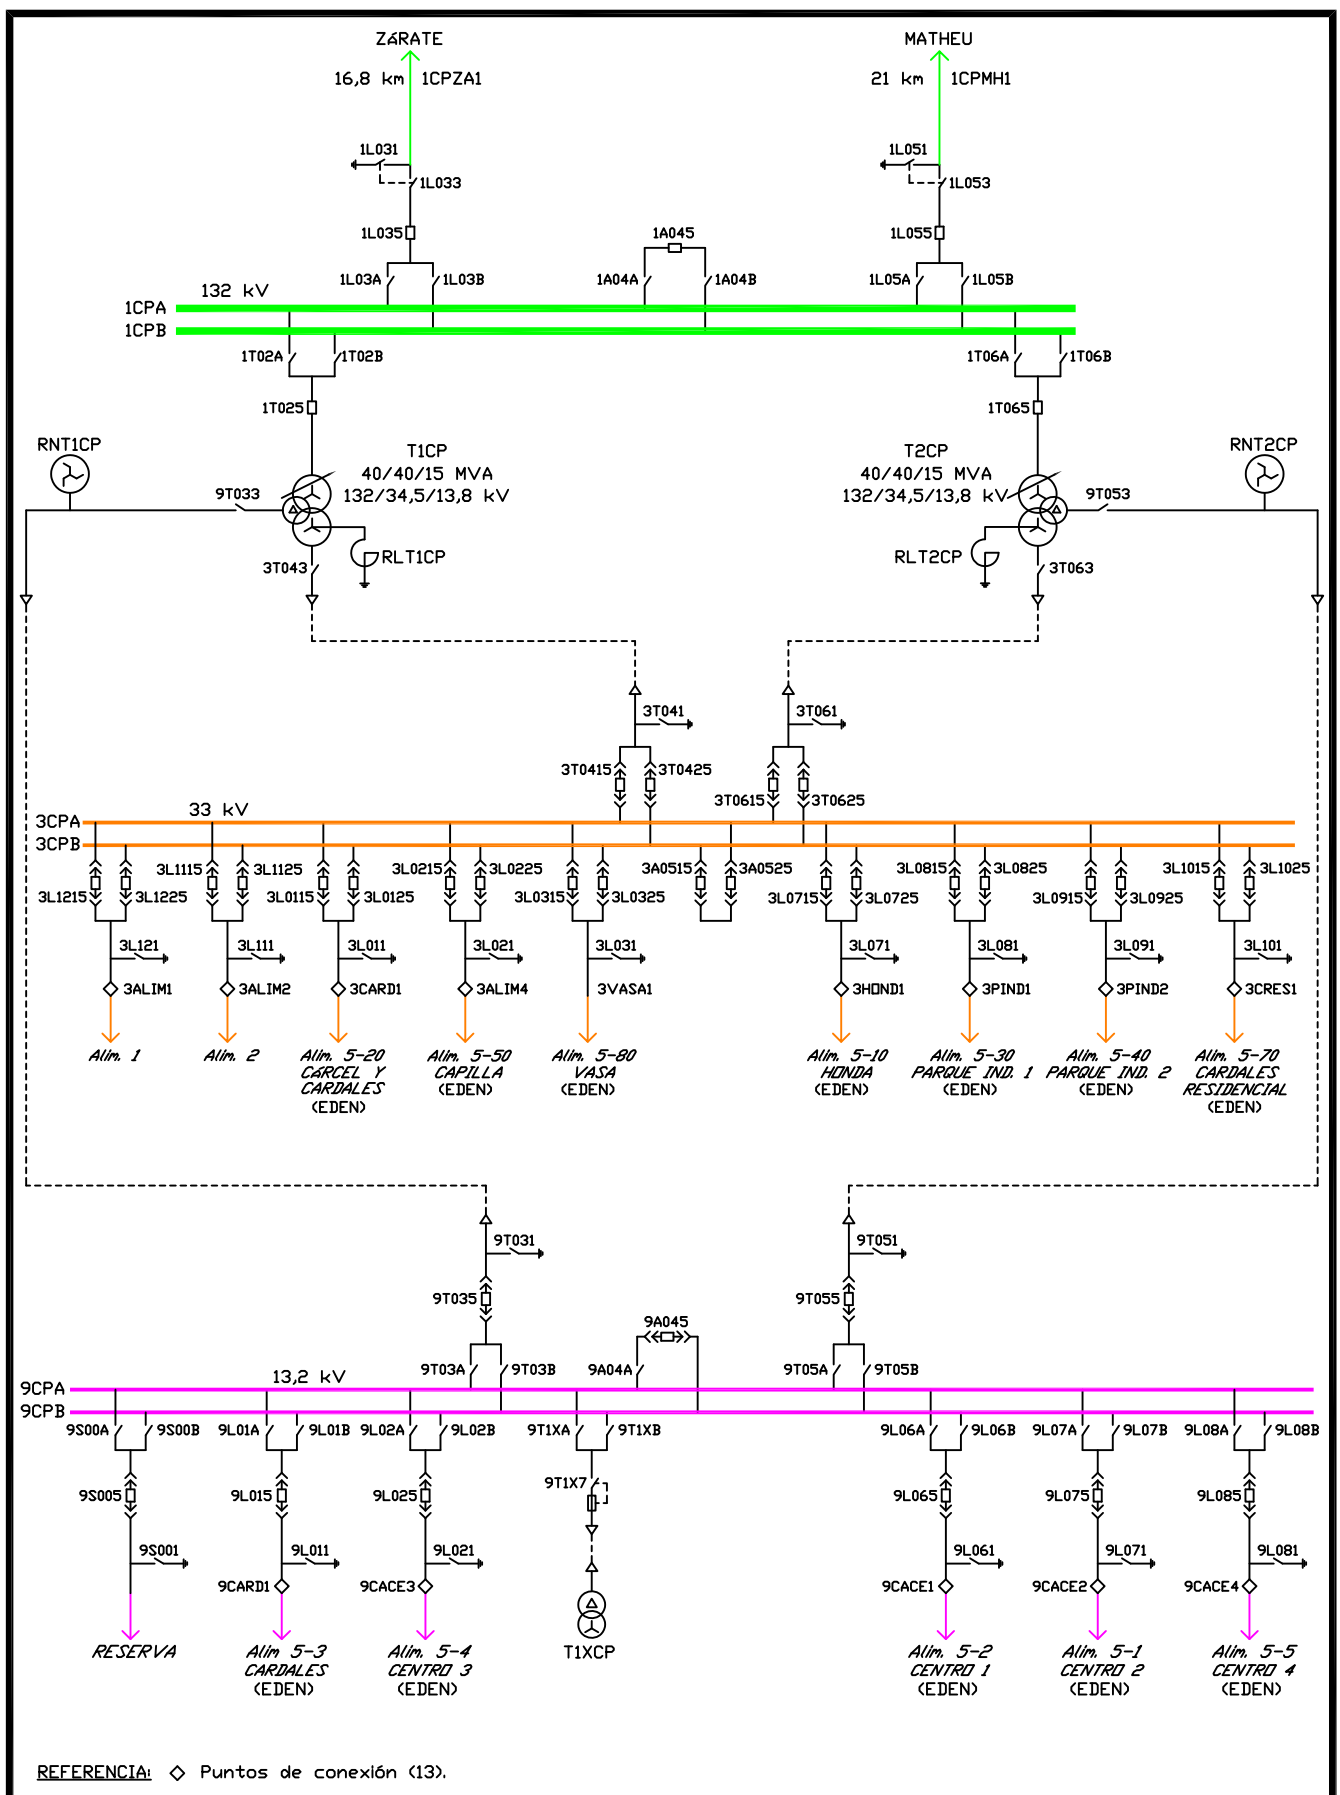 ZÁRATE
MATHEU
16,8 km 1CPZA1
21 km 1CPMH1
1L031
1L051
1L033
1L053
1L035
1A045
1L055
1L03A 1L03B
1A04A 1A04B
1L05A 1L05B
132 kV
1CPA
1CPB
1T02A 1T02B
1T06A 1T06B
1T025
1T065
RNT1CP
T1CP
40/40/15 MVA
132/34,5/13,8 kV
T2CP
40/40/15 MVA
132/34,5/13,8 kV
RNT2CP
9T033
9T053
RLT1CP
RLT2CP
3T043
3T063
3T041
3T061
3T0415 3T0425
3T0615 3T0625
33 kV
3CPA
3CPB
3L1115 3L1125 3L0215 3L0225 3A0515 3A0525 3L0815 3L0825 3L1015 3L1025
3L1215 3L1225 3L0115 3L0125 3L0315 3L0325 3L0715 3L0725 3L0915 3L0925
3L121 3L111 3L011 3L021 3L031 3L071 3L081 3L091 3L101
3ALIM1 3ALIM2 3CARD1 3ALIM4 3VASA1 3HOND1 3PIND1 3PIND2 3CRES1
Alim. 1
Alim. 2
Alim. 5-20
CÁRCEL Y
CARDALES
(EDEN)
Alim. 5-50
CAPILLA
(EDEN)
Alim. 5-80
VASA
(EDEN)
Alim. 5-10
HONDA
(EDEN)
Alim. 5-30
PARQUE IND. 1
(EDEN)
Alim. 5-40
PARQUE IND. 2
(EDEN)
Alim. 5-70
CARDALES
RESIDENCIAL
(EDEN)
9T031
9T051
9T035
9T055
9A045
9T03A 9T03B
9A04A
9T05A 9T05B
13,2 kV
9CPA
9CPB
9S00A 9S00B 9L01A 9L01B 9L02A 9L02B 9T1XA 9T1XB 9L06A 9L06B 9L07A 9L07B 9L08A 9L08B
9T1X7
9S005 9L015 9L025 9L065 9L075 9L085
9S001 9L011 9L021 9L061 9L071 9L081
9CARD1 9CACE3 9CACE1 9CACE2 9CACE4
RESERVA
Alim. 5-3
CARDALES
(EDEN)
Alim. 5-4
CENTRO 3
(EDEN)
T1XCP
Alim. 5-2
CENTRO 1
(EDEN)
Alim. 5-1
CENTRO 2
(EDEN)
Alim. 5-5
CENTRO 4
(EDEN)
REFERENCIA: Puntos de conexión (13).